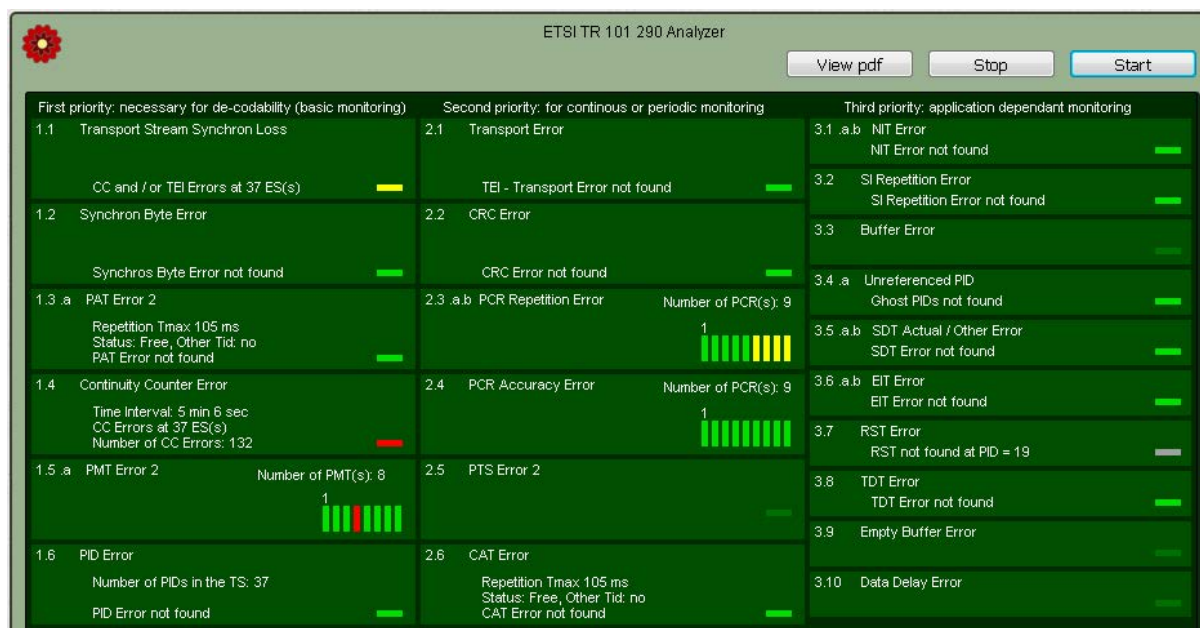 ETSI TR 101 290 Analyzer
View pdf
Stop
Start
First priority: necessary for de-codability (basic monitoring)
1.1 Transport Stream Synchron Loss
CC and / or TEI Errors at 37 ES(s)
1.2 Synchron Byte Error
Synchros Byte Error not found
1.3 .a PAT Error 2
Repetition Tmax 105 ms
Status: Free, Other Tid: no
PAT Error not found
1.4 Continuity Counter Error
Time Interval: 5 min 6 sec
CC Errors at 37 ES(s)
Number of CC Errors: 132
1.5 .a PMT Error 2
Number of PMT(s): 8
1
1.6 PID Error
Number of PIDs in the TS: 37
PID Error not found
Second priority: for continous or periodic monitoring
2.1 Transport Error
TEI - Transport Error not found
2.2 CRC Error
CRC Error not found
2.3 .a.b PCR Repetition Error
Number of PCR(s): 9
1
2.4 PCR Accuracy Error
Number of PCR(s): 9
1
2.5 PTS Error 2
2.6 CAT Error
Repetition Tmax 105 ms
Status: Free, Other Tid: no
CAT Error not found
Third priority: application dependant monitoring
3.1 .a.b NIT Error
NIT Error not found
3.2 SI Repetition Error
SI Repetition Error not found
3.3 Buffer Error
3.4 .a Unreferenced PID
Ghost PIDs not found
3.5 .a.b SDT Actual / Other Error
SDT Error not found
3.6 .a.b EIT Error
EIT Error not found
3.7 RST Error
RST not found at PID = 19
3.8 TDT Error
TDT Error not found
3.9 Empty Buffer Error
3.10 Data Delay Error